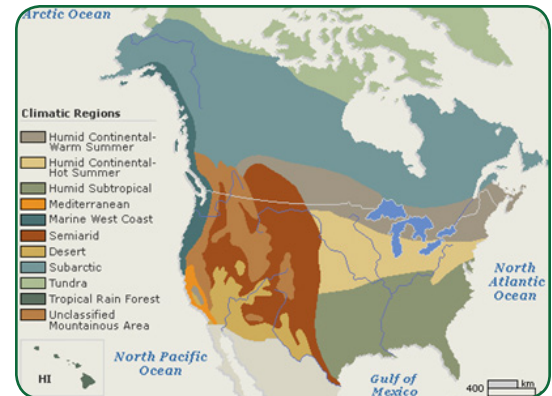 Arctic Ocean
Climatic Regions
Humid Continental-
Warm Summer
Humid Continental-
Hot Summer
Humid Subtropical
Mediterranean
Marine West Coast
Semiarid
Desert
Subarctic
Tundra
Tropical Rain Forest
Unclassified
Mountainous Area
HI
North Pacific
Ocean
Gulf of
Mexico
North
Atlantic
Ocean
400 km